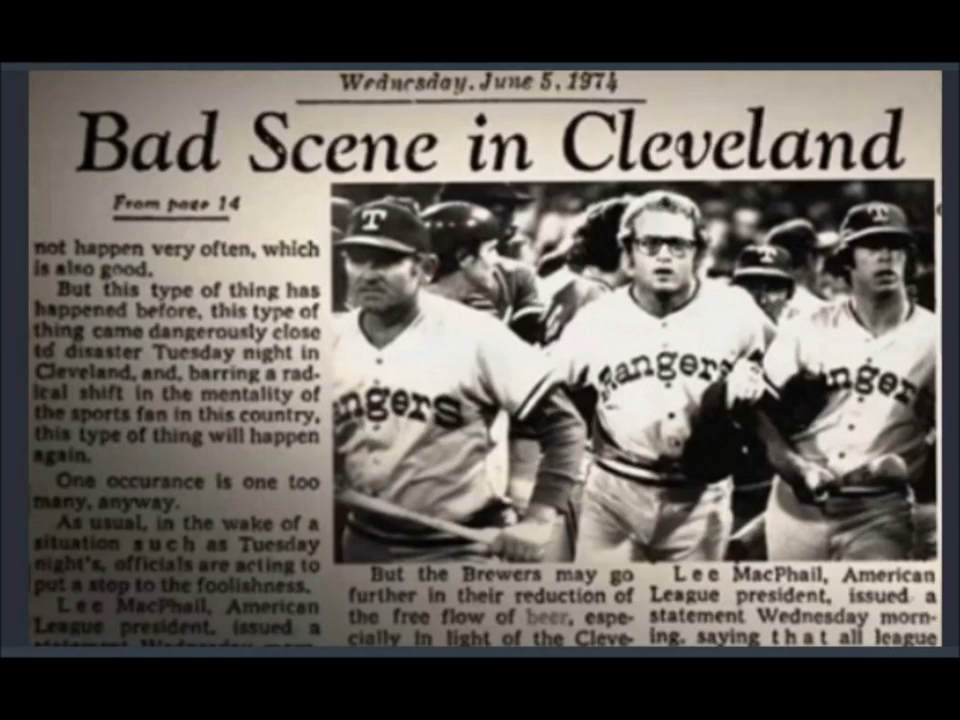 Wednesday, June 5, 1974
Bad Scene in Cleveland
From page 14
not happen very often, which
is also good.
But this type of thing has
happened before, this type of
thing came dangerously close
to disaster Tuesday night in
Cleveland, and, barring a rad-
ical shift in the mentality of
the sports fan in this country,
this type of thing will happen
again.
One occurance is one too
many, anyway.
As usual, in the wake of a
situation such as Tuesday
night's, officials are acting to
put a stop to the foolishness.
Lee MacPhail, American
League president, issued a
T
T
T
angers
Rangers
anger
But the Brewers may go
further in their reduction of
the free flow of beer, espe-
cially in light of the Cleve-
Lee MacPhail, American
League president, issued a
statement Wednesday morn-
ing, saying that all league